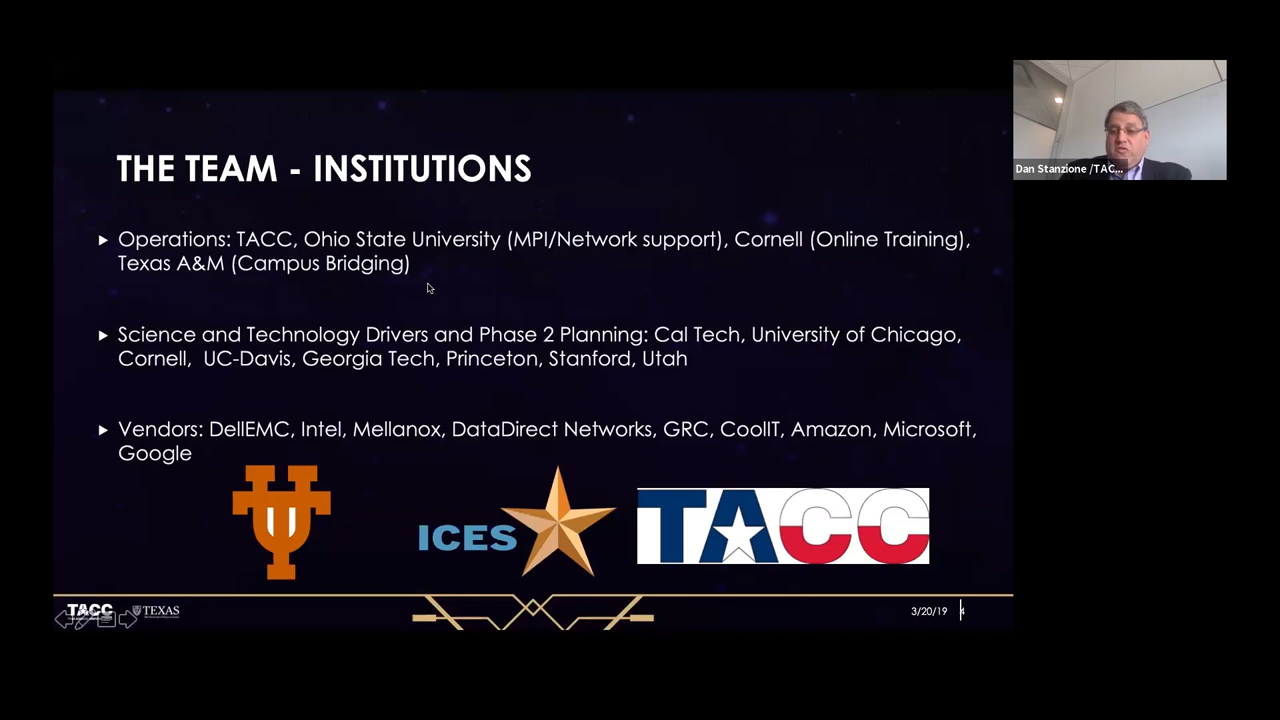 THE TEAM - INSTITUTIONS
Operations: TACC, Ohio State University (MPI/Network support), Cornell (Online Training),
Texas A&M (Campus Bridging)
Science and Technology Drivers and Phase 2 Planning: Cal Tech, University of Chicago,
Cornell, UC-Davis, Georgia Tech, Princeton, Stanford, Utah
Vendors: DellEMC, Intel, Mellanox, DataDirect Networks, GRC, CoolIT, Amazon, Microsoft,
Google
ICES
TACC
TACC
TEXAS
3/20/19
4
Dan Stanzione /TAC...